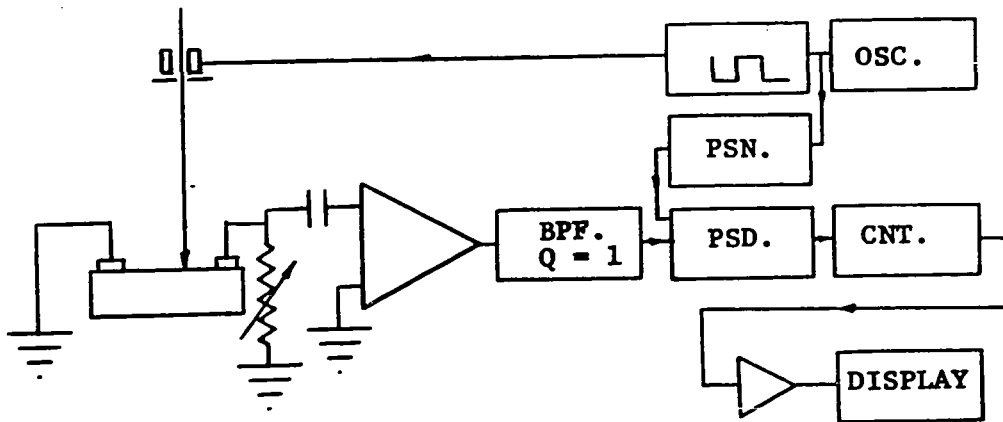 OSC.
PSN.
BPF.
Q = 1
PSD.
CNT.
DISPLAY